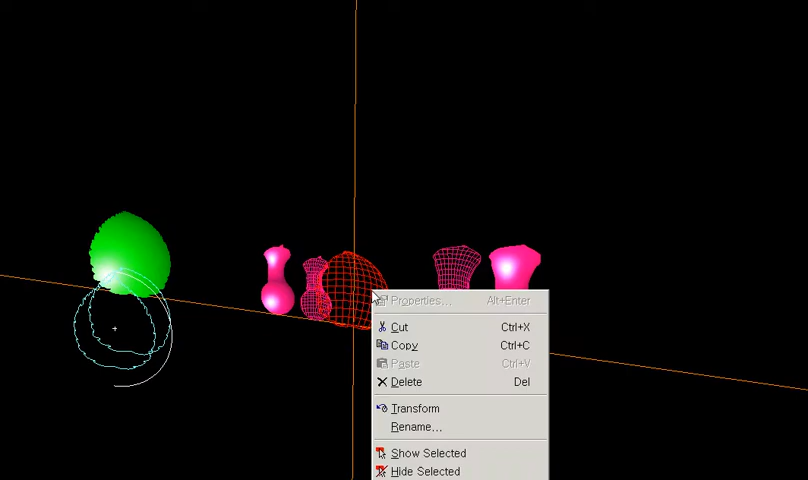 Properties... Alt+Enter
Cut Ctrl+X
Copy Ctrl+C
Paste Ctrl+V
Delete Del
Transform
Rename...
Show Selected
Hide Selected